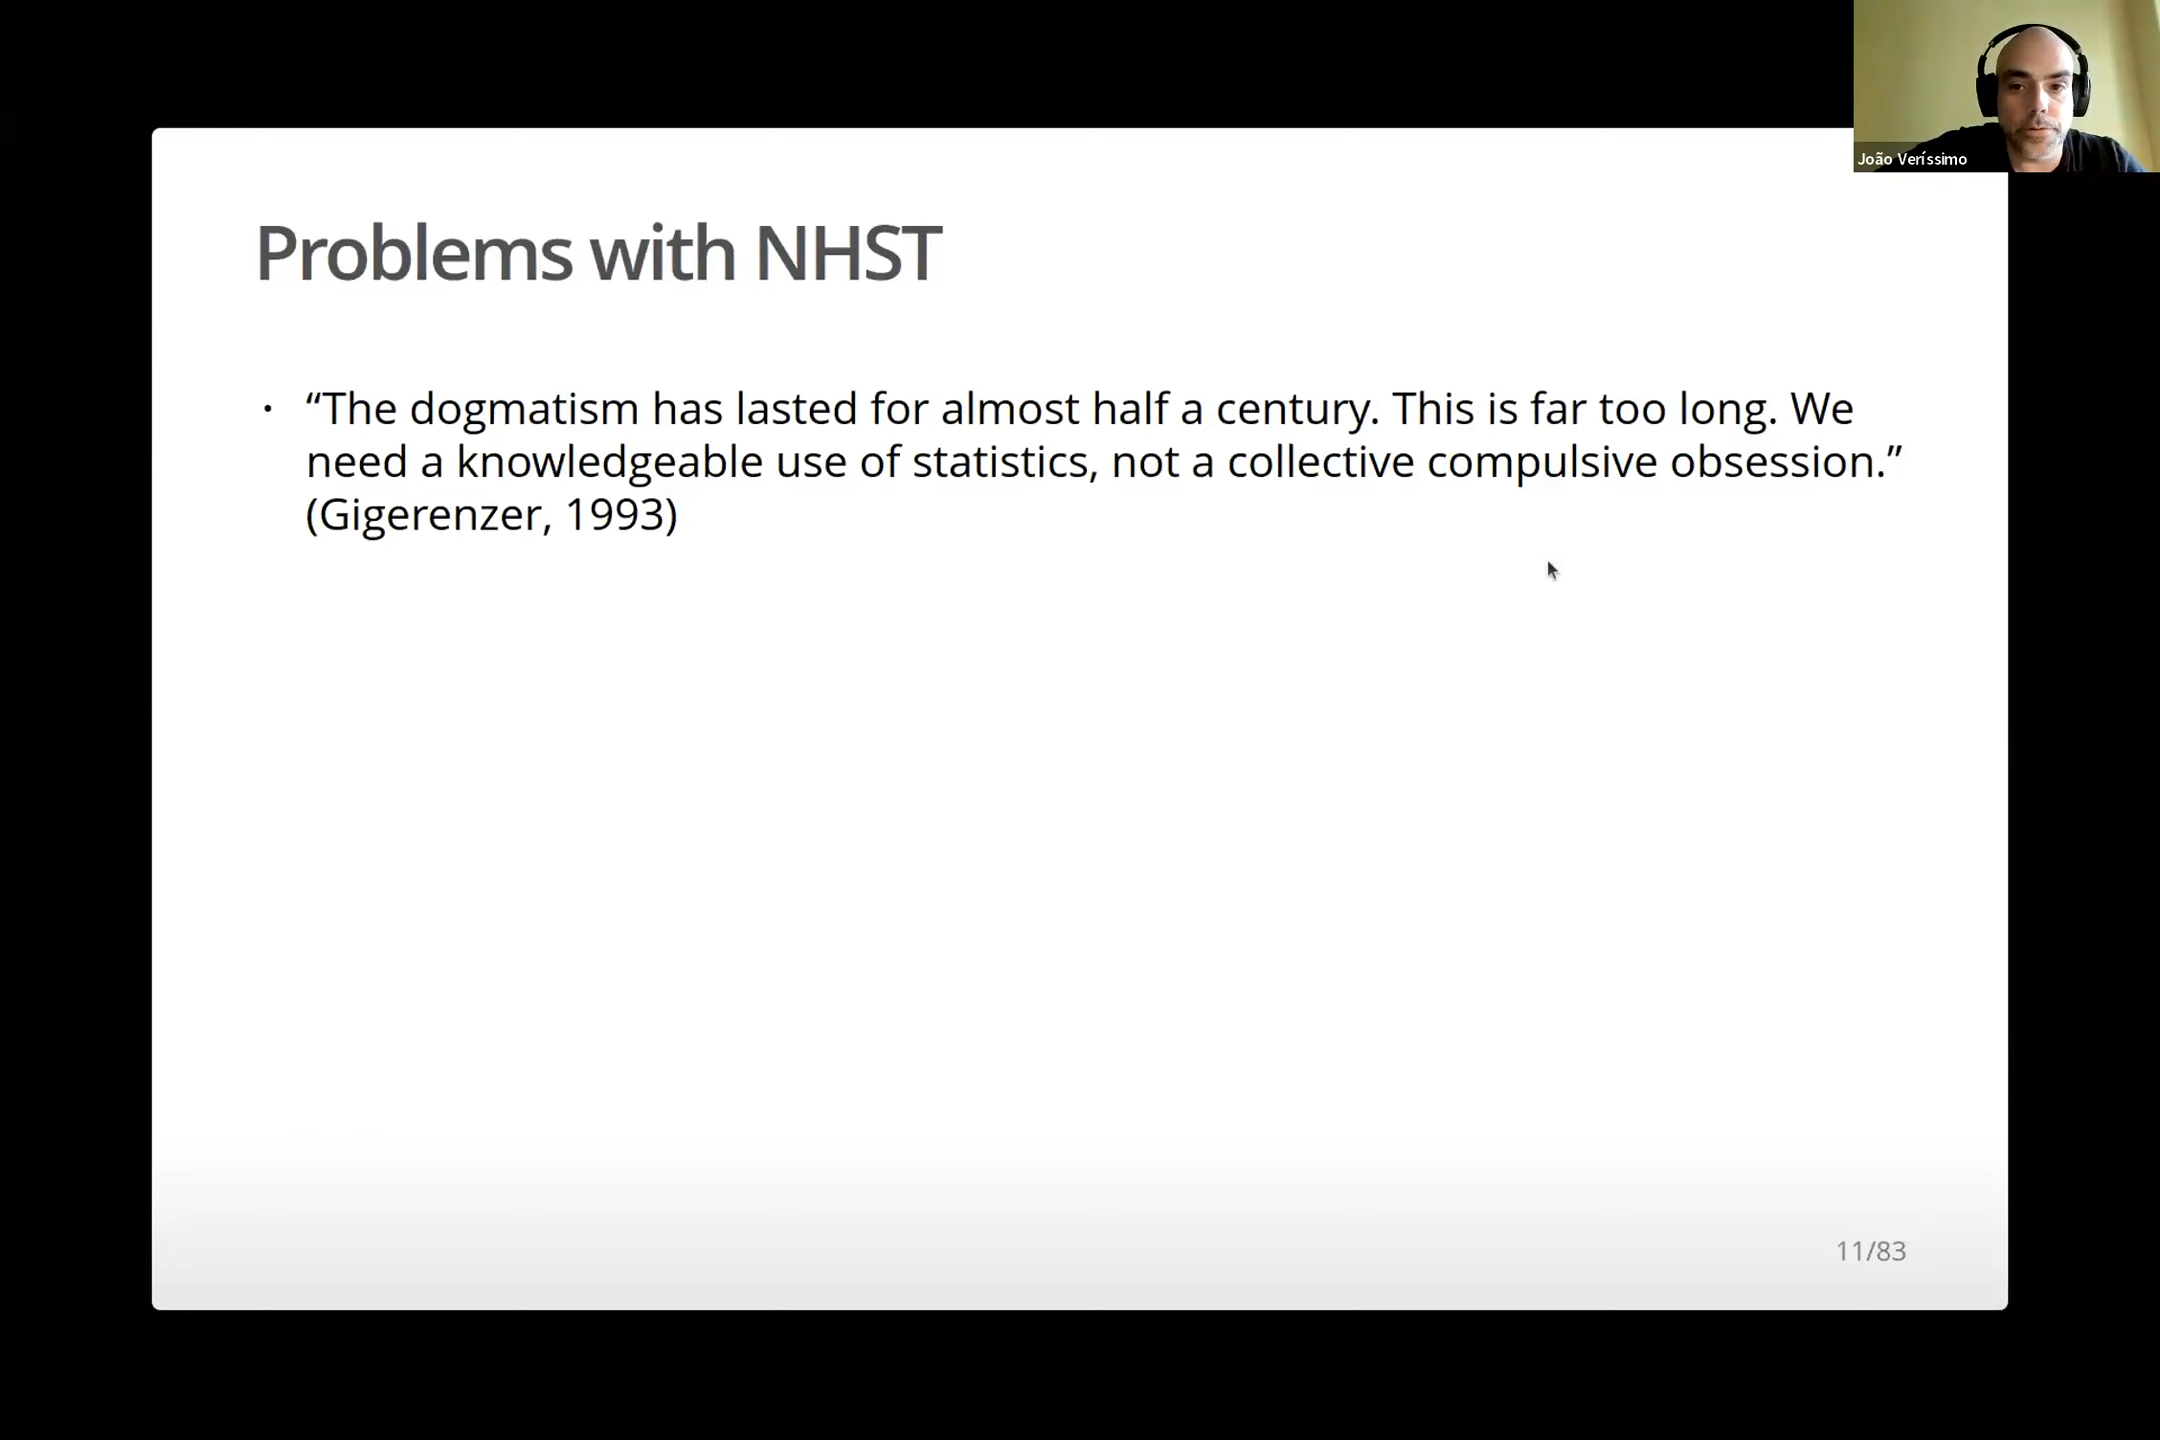 João Veríssimo
Problems with NHST
• “The dogmatism has lasted for almost half a century. This is far too long. We
need a knowledgeable use of statistics, not a collective compulsive obsession.”
(Gigerenzer, 1993)
11/83